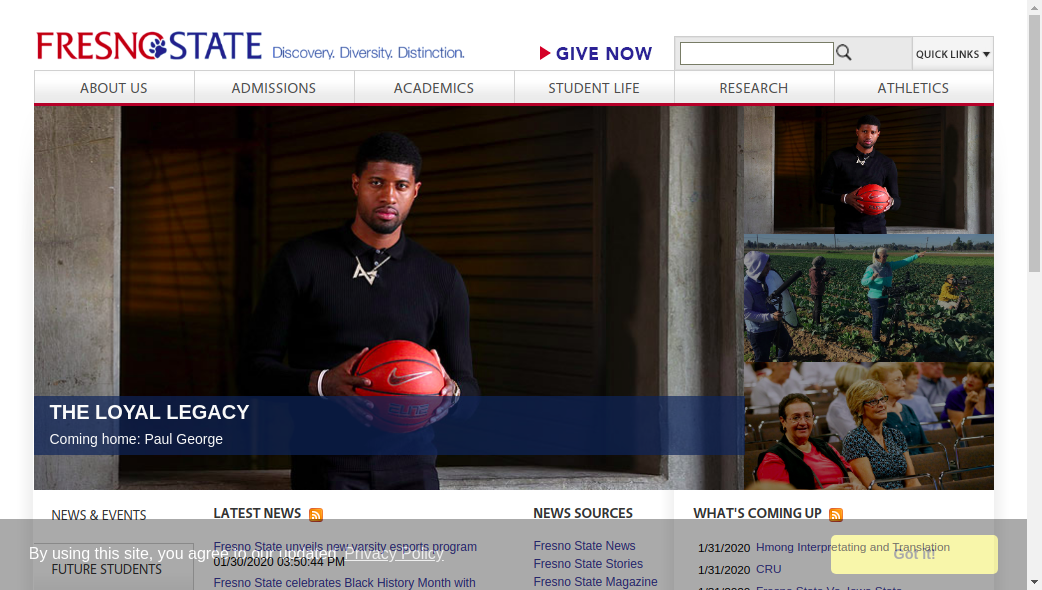 FRESNO STATE Discovery. Diversity. Distinction.
GIVE NOW
QUICK LINKS
ABOUT US ADMISSIONS ACADEMICS STUDENT LIFE RESEARCH ATHLETICS
THE LOYAL LEGACY
Coming home: Paul George
NEWS & EVENTS
FUTURE STUDENTS
LATEST NEWS
Fresno State unveils new varsity esports program
01/30/2020 03:50:44 PM
Fresno State celebrates Black History Month with
NEWS SOURCES
Fresno State News
Fresno State Stories
Fresno State Magazine
WHAT'S COMING UP
1/31/2020 Hmong Interpretating and Translation
1/31/2020 CRU
1/31/2020 Fresno State Vs. Iowa State
By using this site, you agree to our updated Privacy Policy.
Got it!